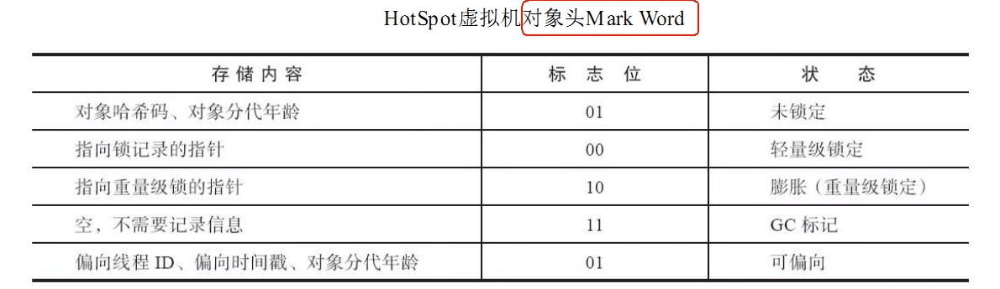 HotSpot虚拟机对象头Mark Word
存储内容 标志位 状态
对象哈希码、对象分代年龄 01 未锁定
指向锁记录的指针 00 轻量级锁定
指向重量级锁的指针 10 膨胀（重量级锁定）
空，不需要记录信息 11 GC 标记
偏向线程 ID、偏向时间戳、对象分代年龄 01 可偏向